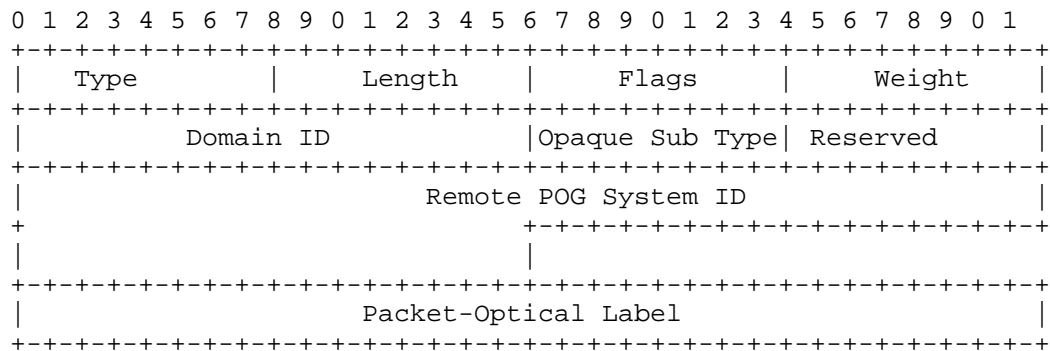 0 1 2 3 4 5 6 7 8 9 0 1 2 3 4 5 6 7 8 9 0 1 2 3 4 5 6 7 8 9 0 1
+-+-+-+-+-+-+-+-+-+-+-+-+-+-+-+-+-+-+-+-+-+-+-+-+-+-+-+-+-+-+-+-+
|   Type        |     Length    |     Flags     |     Weight    |
+-+-+-+-+-+-+-+-+-+-+-+-+-+-+-+-+-+-+-+-+-+-+-+-+-+-+-+-+-+-+-+-+
|          Domain ID            |Opaque Sub Type| Reserved      |
+-+-+-+-+-+-+-+-+-+-+-+-+-+-+-+-+-+-+-+-+-+-+-+-+-+-+-+-+-+-+-+-+
|                         Remote POG System ID                  |
+                               +-+-+-+-+-+-+-+-+-+-+-+-+-+-+-+-+
|                               |
+-+-+-+-+-+-+-+-+-+-+-+-+-+-+-+-+-+-+-+-+-+-+-+-+-+-+-+-+-+-+-+-+
|                     Packet-Optical Label                      |
+-+-+-+-+-+-+-+-+-+-+-+-+-+-+-+-+-+-+-+-+-+-+-+-+-+-+-+-+-+-+-+-+